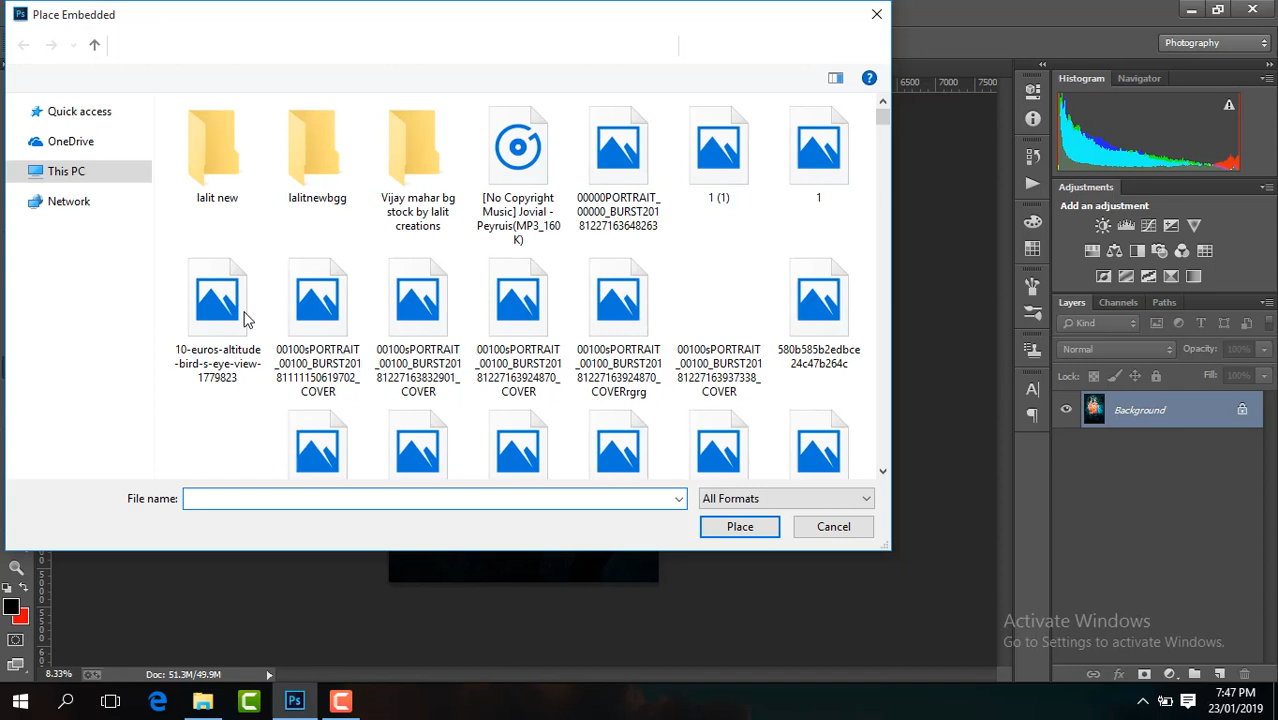 Place Embedded
Photography
6500 7000 7500
Histogram Navigator
Quick access
OneDrive
This PC
Network
lalit new
lalitnewbgg
Vijay mahar bg
stock by lalit
creations
[No Copyright
Music] Jovial -
Peyruis(MP3_160
K)
00000PORTRAIT_
00000_BURST201
81227163648263
1 (1)
1
Adjustments
Add an adjustment
10-euros-altitude
-bird-s-eye-view-
1779823
00100sPORTRAIT
_00100_BURST201
81111150619702_
COVER
00100sPORTRAIT
_00100_BURST201
81227163832901_
COVER
00100sPORTRAIT
_00100_BURST201
81227163924870_
COVER
00100sPORTRAIT
_00100_BURST201
81227163924870_
COVERrgrg
00100sPORTRAIT
_00100_BURST201
81227163937338_
COVER
580b585b2edbce
24c47b264c
Layers Channels Paths
Kind
Normal Opacity: 100%
Lock: Fill: 100%
Background
File name: All Formats
Place Cancel
Activate Windows
Go to Settings to activate Windows.
8.33% Doc: 51.3M/49.9M
Ps
7:47 PM
23/01/2019